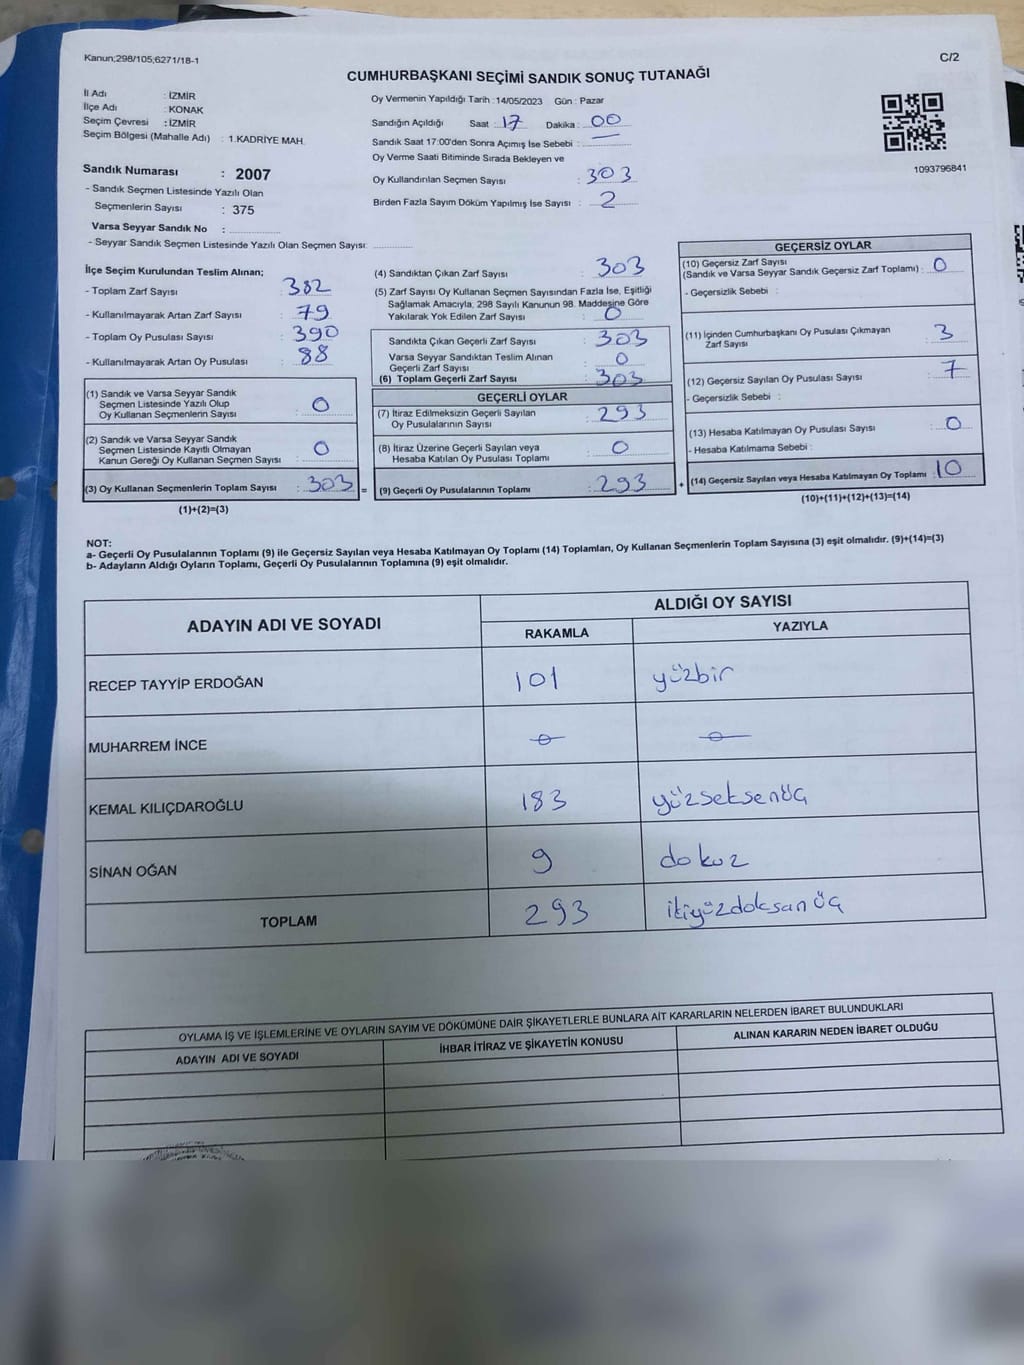 Kanun;298/105;6271/18-1
C/2
CUMHURBAŞKANI SEÇİMİ SANDIK SONUÇ TUTANAĞI
İl Adı : İZMİR
İlçe Adı : KONAK
Seçim Çevresi : İZMİR
Seçim Bölgesi (Mahalle Adı) : 1.KADRİYE MAH.
Sandık Numarası : 2007
- Sandık Seçmen Listesinde Yazılı Olan
Seçmenlerin Sayısı : 375
Varsa Seyyar Sandık No :
- Seyyar Sandık Seçmen Listesinde Yazılı Olan Seçmen Sayısı:
Oy Vermenin Yapıldığı Tarih : 14/05/2023 Gün : Pazar
Sandığın Açıldığı Saat : 17 Dakika : 00
Sandık Saat 17:00'den Sonra Açımış İse Sebebi : —
Oy Verme Saati Bitiminde Sırada Bekleyen ve
Oy Kullandırılan Seçmen Sayısı : 303
Birden Fazla Sayım Döküm Yapılmış İse Sayısı : 2
1093796841
İlçe Seçim Kurulundan Teslim Alınan;
- Toplam Zarf Sayısı : 382
- Kullanılmayarak Artan Zarf Sayısı : 79
- Toplam Oy Pusulası Sayısı : 390
- Kullanılmayarak Artan Oy Pusulası : 88
(1) Sandık ve Varsa Seyyar Sandık
Seçmen Listesinde Yazılı Olup
Oy Kullanan Seçmenlerin Sayısı : 0
(2) Sandık ve Varsa Seyyar Sandık
Seçmen Listesinde Kayıtlı Olmayan
Kanun Gereği Oy Kullanan Seçmen Sayısı : 0
(3) Oy Kullanan Seçmenlerin Toplam Sayısı : 303 =
(1)+(2)=(3)
(4) Sandıktan Çıkan Zarf Sayısı : 303
(5) Zarf Sayısı Oy Kullanan Seçmen Sayısından Fazla İse, Eşitliği
Sağlamak Amacıyla, 298 Sayılı Kanunun 98. Maddesine Göre
Yakılarak Yok Edilen Zarf Sayısı : 0
Sandıkta Çıkan Geçerli Zarf Sayısı : 303
Varsa Seyyar Sandıktan Teslim Alınan
Geçerli Zarf Sayısı : 0
(6) Toplam Geçerli Zarf Sayısı : 303
GEÇERLİ OYLAR
(7) İtiraz Edilmeksizin Geçerli Sayılan
Oy Pusulalarının Sayısı : 293
(8) İtiraz Üzerine Geçerli Sayılan veya
Hesaba Katılan Oy Pusulası Toplamı : 0
(9) Geçerli Oy Pusulalarının Toplamı : 293 +
GEÇERSİZ OYLAR
(10) Geçersiz Zarf Sayısı
(Sandık ve Varsa Seyyar Sandık Geçersiz Zarf Toplamı) : 0
- Geçersizlik Sebebi :
(11) İçinden Cumhurbaşkanı Oy Pusulası Çıkmayan
Zarf Sayısı : 3
(12) Geçersiz Sayılan Oy Pusulası Sayısı : 7
- Geçersizlik Sebebi :
(13) Hesaba Katılmayan Oy Pusulası Sayısı : 0
- Hesaba Katılmama Sebebi :
(14) Geçersiz Sayılan veya Hesaba Katılmayan Oy Toplamı : 10
(10)+(11)+(12)+(13)=(14)
NOT:
a- Geçerli Oy Pusulalarının Toplamı (9) ile Geçersiz Sayılan veya Hesaba Katılmayan Oy Toplamı (14) Toplamları, Oy Kullanan Seçmenlerin Toplam Sayısına (3) eşit olmalıdır. (9)+(14)=(3)
b- Adayların Aldığı Oyların Toplamı, Geçerli Oy Pusulalarının Toplamına (9) eşit olmalıdır.
ADAYIN ADI VE SOYADI
ALDIĞI OY SAYISI
RAKAMLA YAZIYLA
RECEP TAYYİP ERDOĞAN 101 yüzbir
MUHARREM İNCE 0 0
KEMAL KILIÇDAROĞLU 183 yüzseksenüç
SİNAN OĞAN 9 dokuz
TOPLAM 293 ikiyüzdoksanüç
OYLAMA İŞ VE İŞLEMLERİNE VE OYLARIN SAYIM VE DÖKÜMÜNE DAİR ŞİKAYETLERLE BUNLARA AİT KARARLARIN NELERDEN İBARET BULUNDUKLARI
ADAYIN ADI VE SOYADI İHBAR İTİRAZ VE ŞİKAYETİN KONUSU ALINAN KARARIN NEDEN İBARET OLDUĞU